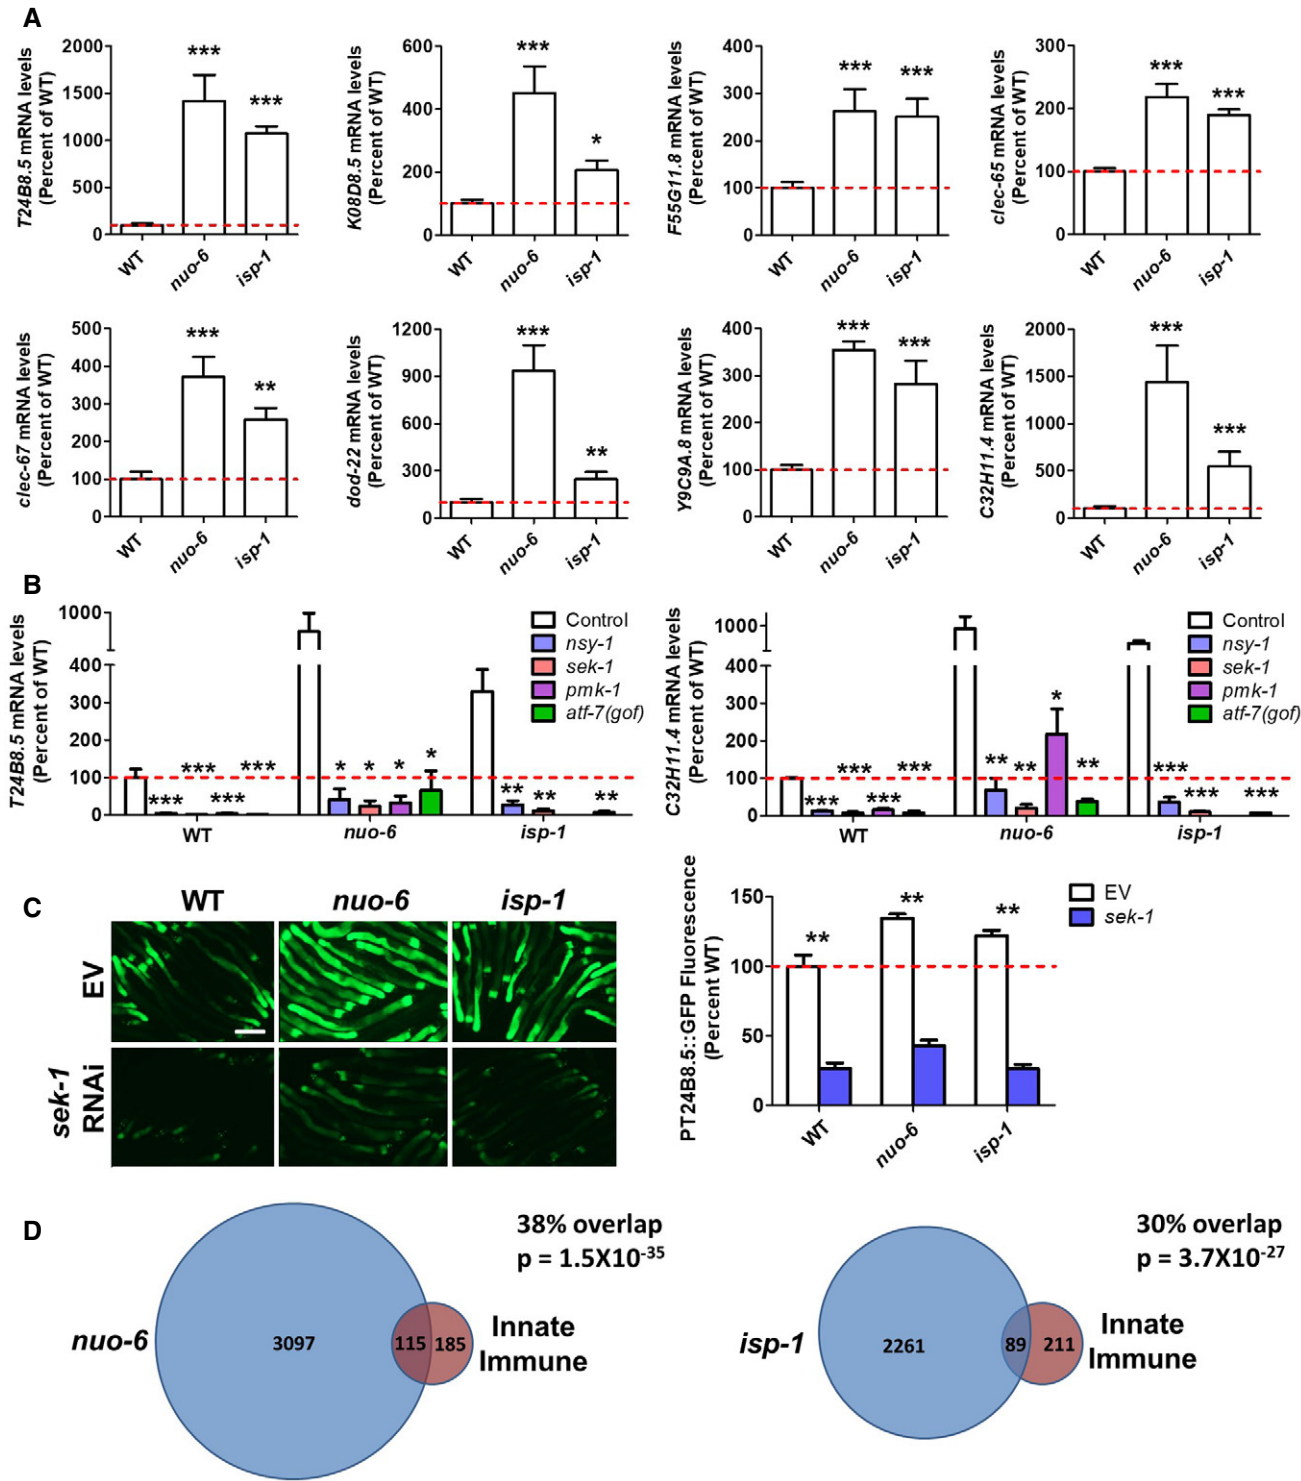 A
T24B8.5 mRNA levels
(Percent of WT)
2000
1500
1000
500
0
***
***
WT
nuo-6
isp-1
K08D8.5 mRNA levels
(Percent of WT)
600
400
200
0
***
*
WT
nuo-6
isp-1
F55G11.8 mRNA levels
(Percent of WT)
400
300
200
100
0
***
***
WT
nuo-6
isp-1
clec-65 mRNA levels
(Percent of WT)
300
200
100
0
***
***
WT
nuo-6
isp-1
clec-67 mRNA levels
(Percent of WT)
500
400
300
200
100
0
***
**
WT
nuo-6
isp-1
dod-22 mRNA levels
(Percent of WT)
1200
900
600
300
0
***
**
WT
nuo-6
isp-1
Y9C9A.8 mRNA levels
(Percent of WT)
400
300
200
100
0
***
***
WT
nuo-6
isp-1
C32H11.4 mRNA levels
(Percent of WT)
2000
1500
1000
500
0
***
***
WT
nuo-6
isp-1
B
T24B8.5 mRNA levels
(Percent of WT)
1000
400
300
200
100
0
*** *** *** ***
* * * *
** ** **
WT
nuo-6
isp-1
Control
nsy-1
sek-1
pmk-1
atf-7(gof)
C32H11.4 mRNA levels
(Percent of WT)
1000
400
300
200
100
0
*** *** *** ***
** ** * **
*** *** ***
WT
nuo-6
isp-1
Control
nsy-1
sek-1
pmk-1
atf-7(gof)
C
WT
nuo-6
isp-1
EV
sek-1
RNAi
PT24B8.5::GFP Fluorescence
(Percent WT)
150
100
50
0
**
**
**
WT
nuo-6
isp-1
EV
sek-1
D
38% overlap
p = 1.5X10⁻³⁵
nuo-6
3097
115
185
Innate
Immune
30% overlap
p = 3.7X10⁻²⁷
isp-1
2261
89
211
Innate
Immune